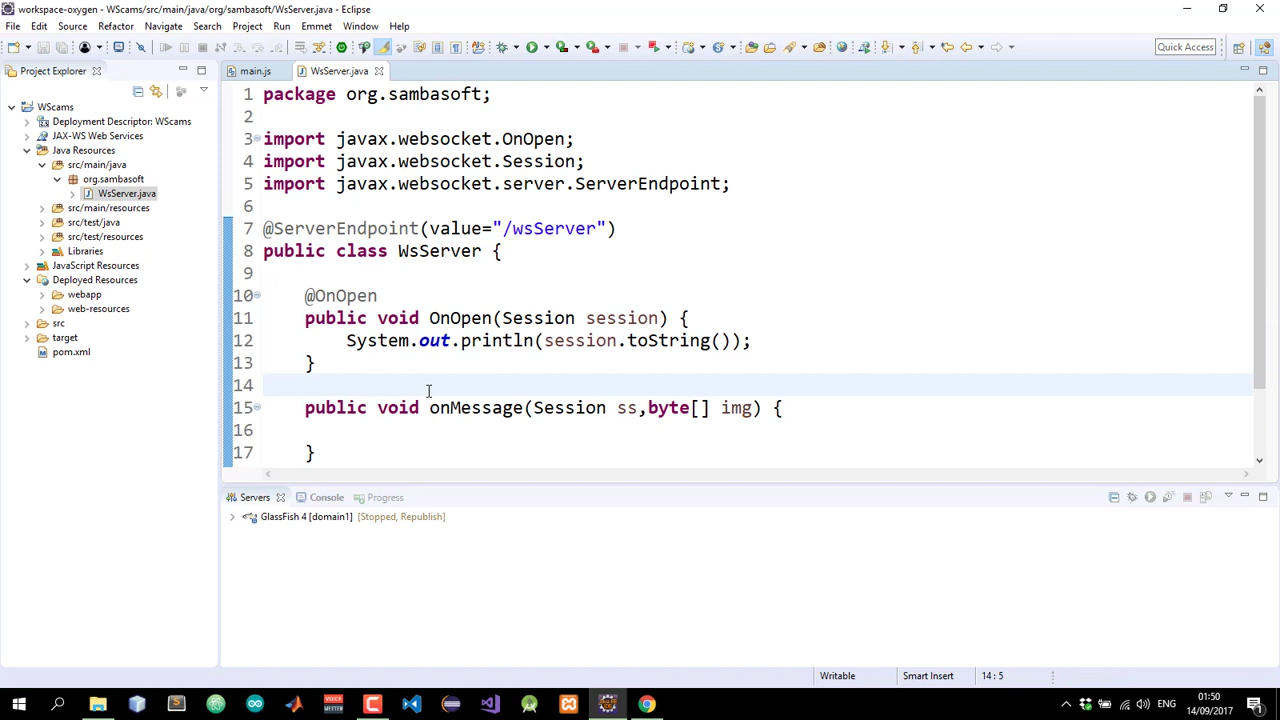 workspace-oxygen - WScams/src/main/java/org/sambasoft/WsServer.java - Eclipse
File Edit Source Refactor Navigate Search Project Run Emmet Window Help
Quick Access
Project Explorer
WScams
Deployment Descriptor: WScams
JAX-WS Web Services
Java Resources
src/main/java
org.sambasoft
WsServer.java
src/main/resources
src/test/java
src/test/resources
Libraries
JavaScript Resources
Deployed Resources
webapp
web-resources
src
target
pom.xml
main.js WsServer.java
1 package org.sambasoft;
2
3 import javax.websocket.OnOpen;
4 import javax.websocket.Session;
5 import javax.websocket.server.ServerEndpoint;
6
7 @ServerEndpoint(value="/wsServer")
8 public class WsServer {
9
10 @OnOpen
11 public void OnOpen(Session session) {
12 System.out.println(session.toString());
13 }
14
15 public void onMessage(Session ss,byte[] img) {
16
17 }
Servers Console Progress
GlassFish 4 [domain1] [Stopped, Republish]
Writable Smart Insert 14 : 5
VOICE
MEETER
ENG
01:50
14/09/2017